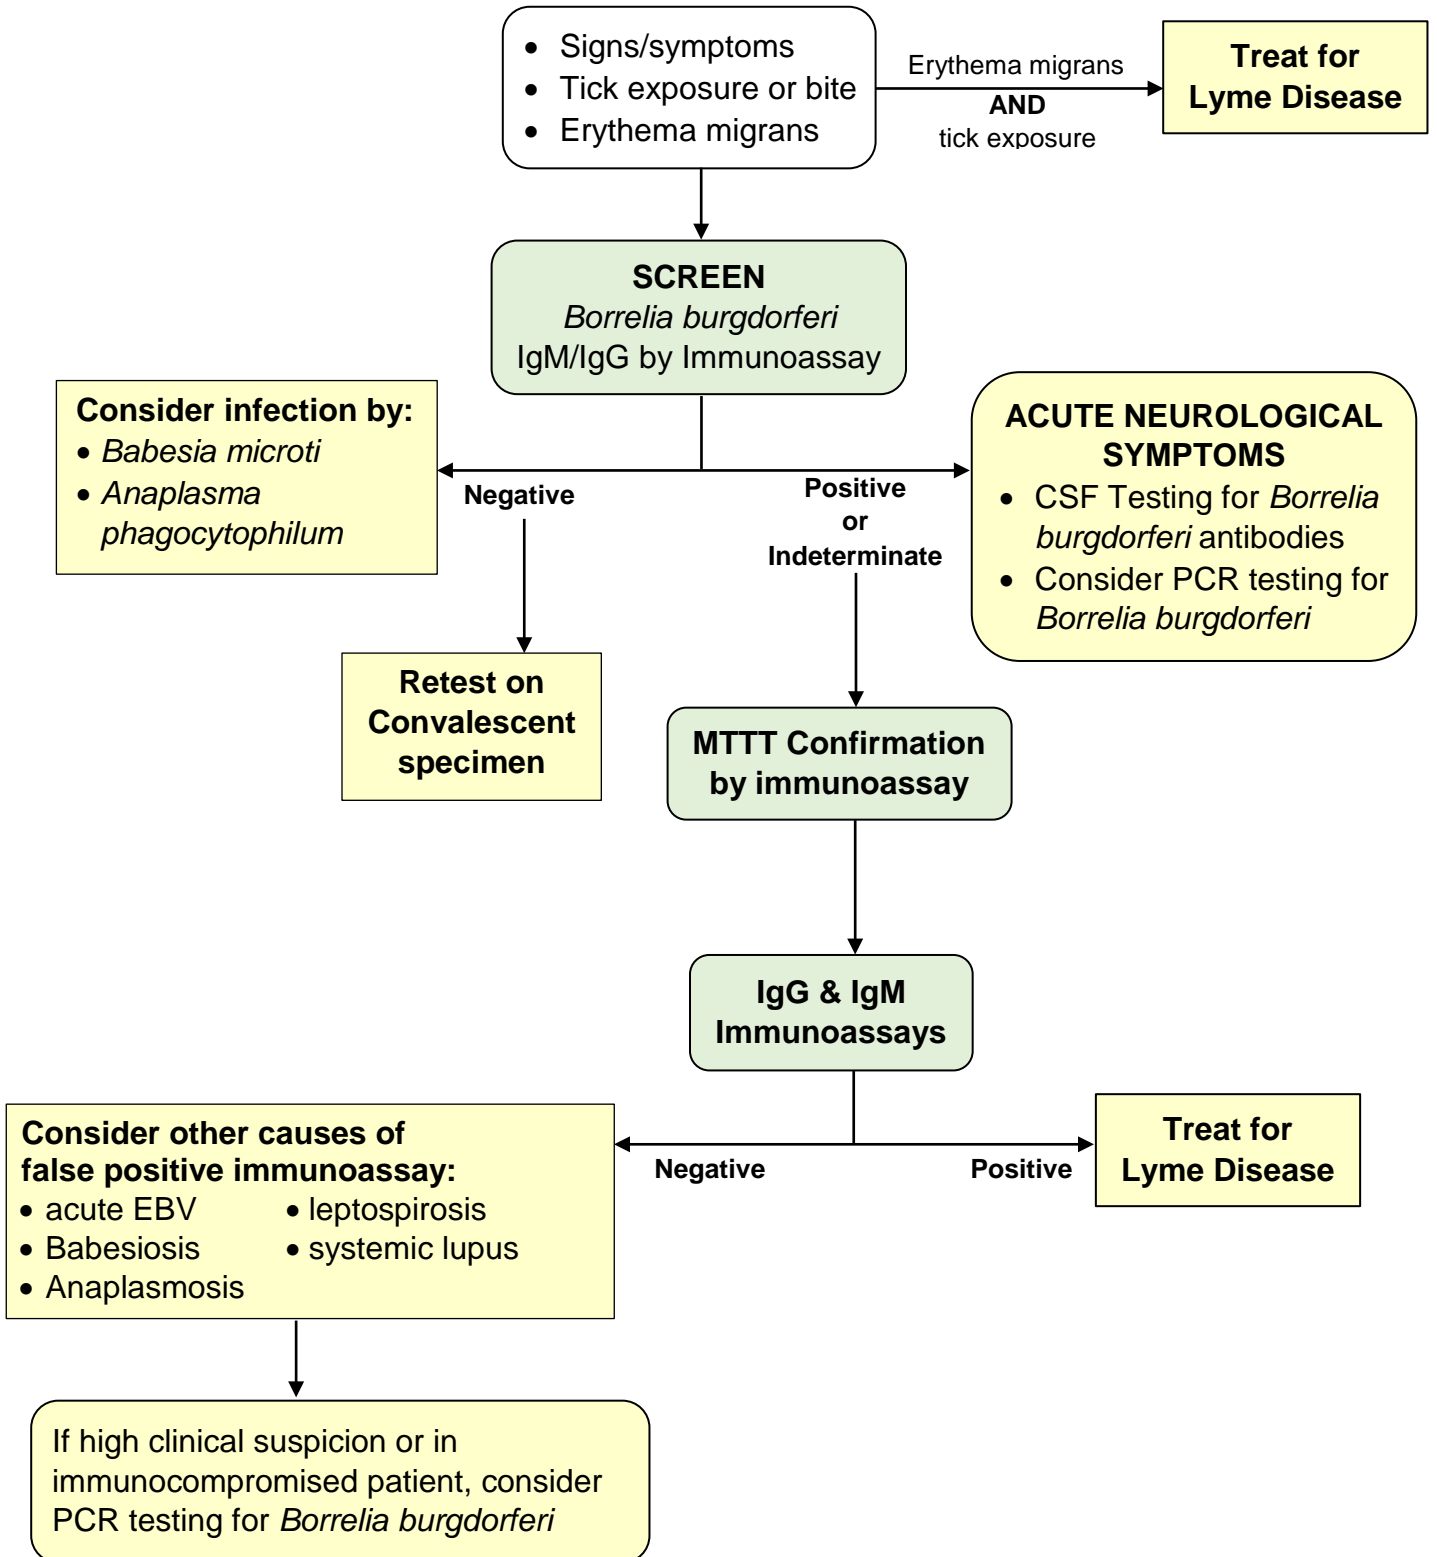 • Signs/symptoms
• Tick exposure or bite
• Erythema migrans
Erythema migrans
AND
tick exposure
Treat for
Lyme Disease
SCREEN
Borrelia burgdorferi
IgM/IgG by Immunoassay
Consider infection by:
• Babesia microti
• Anaplasma
phagocytophilum
Negative
Positive
or
Indeterminate
ACUTE NEUROLOGICAL
SYMPTOMS
• CSF Testing for Borrelia
burgdorferi antibodies
• Consider PCR testing for
Borrelia burgdorferi
Retest on
Convalescent
specimen
MTTT Confirmation
by immunoassay
IgG & IgM
Immunoassays
Negative
Positive
Treat for
Lyme Disease
Consider other causes of
false positive immunoassay:
• acute EBV
• Babesiosis
• Anaplasmosis
• leptospirosis
• systemic lupus
If high clinical suspicion or in
immunocompromised patient, consider
PCR testing for Borrelia burgdorferi